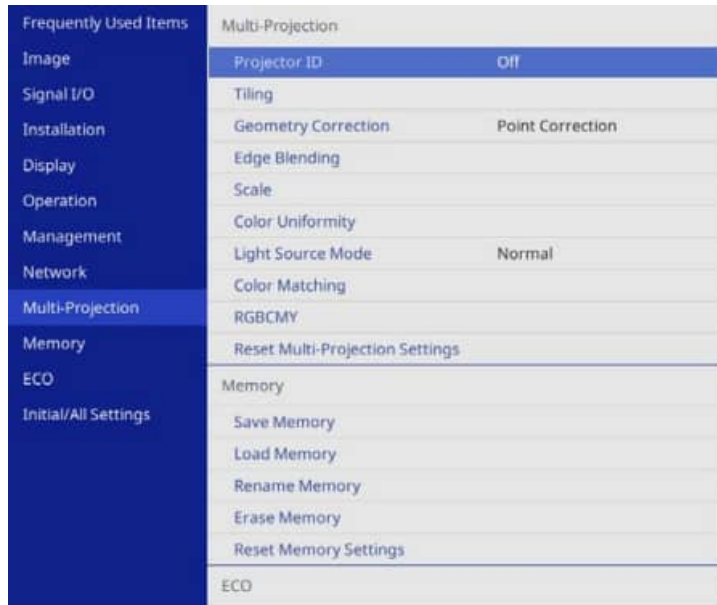 Frequently Used Items
Image
Signal I/O
Installation
Display
Operation
Management
Network
Multi-Projection
Memory
ECO
Initial/All Settings
Multi-Projection
Projector ID Off
Tiling
Geometry Correction Point Correction
Edge Blending
Scale
Color Uniformity
Light Source Mode Normal
Color Matching
RGBCMY
Reset Multi-Projection Settings
Memory
Save Memory
Load Memory
Rename Memory
Erase Memory
Reset Memory Settings
ECO